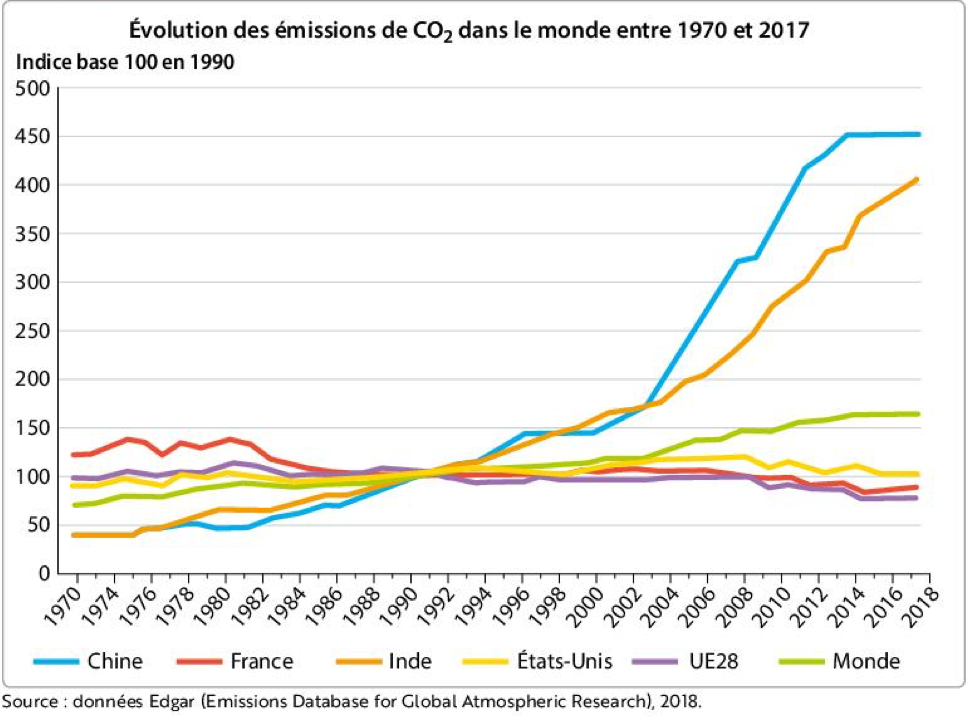 Évolution des émissions de CO₂ dans le monde entre 1970 et 2017
Indice base 100 en 1990
500
450
400
350
300
250
200
150
100
50
0
1970 1974 1976 1978 1980 1982 1984 1986 1988 1990 1992 1994 1996 1998 2000 2002 2004 2006 2008 2010 2012 2014 2016 2018
Chine France Inde États-Unis UE28 Monde
Source : données Edgar (Emissions Database for Global Atmospheric Research), 2018.